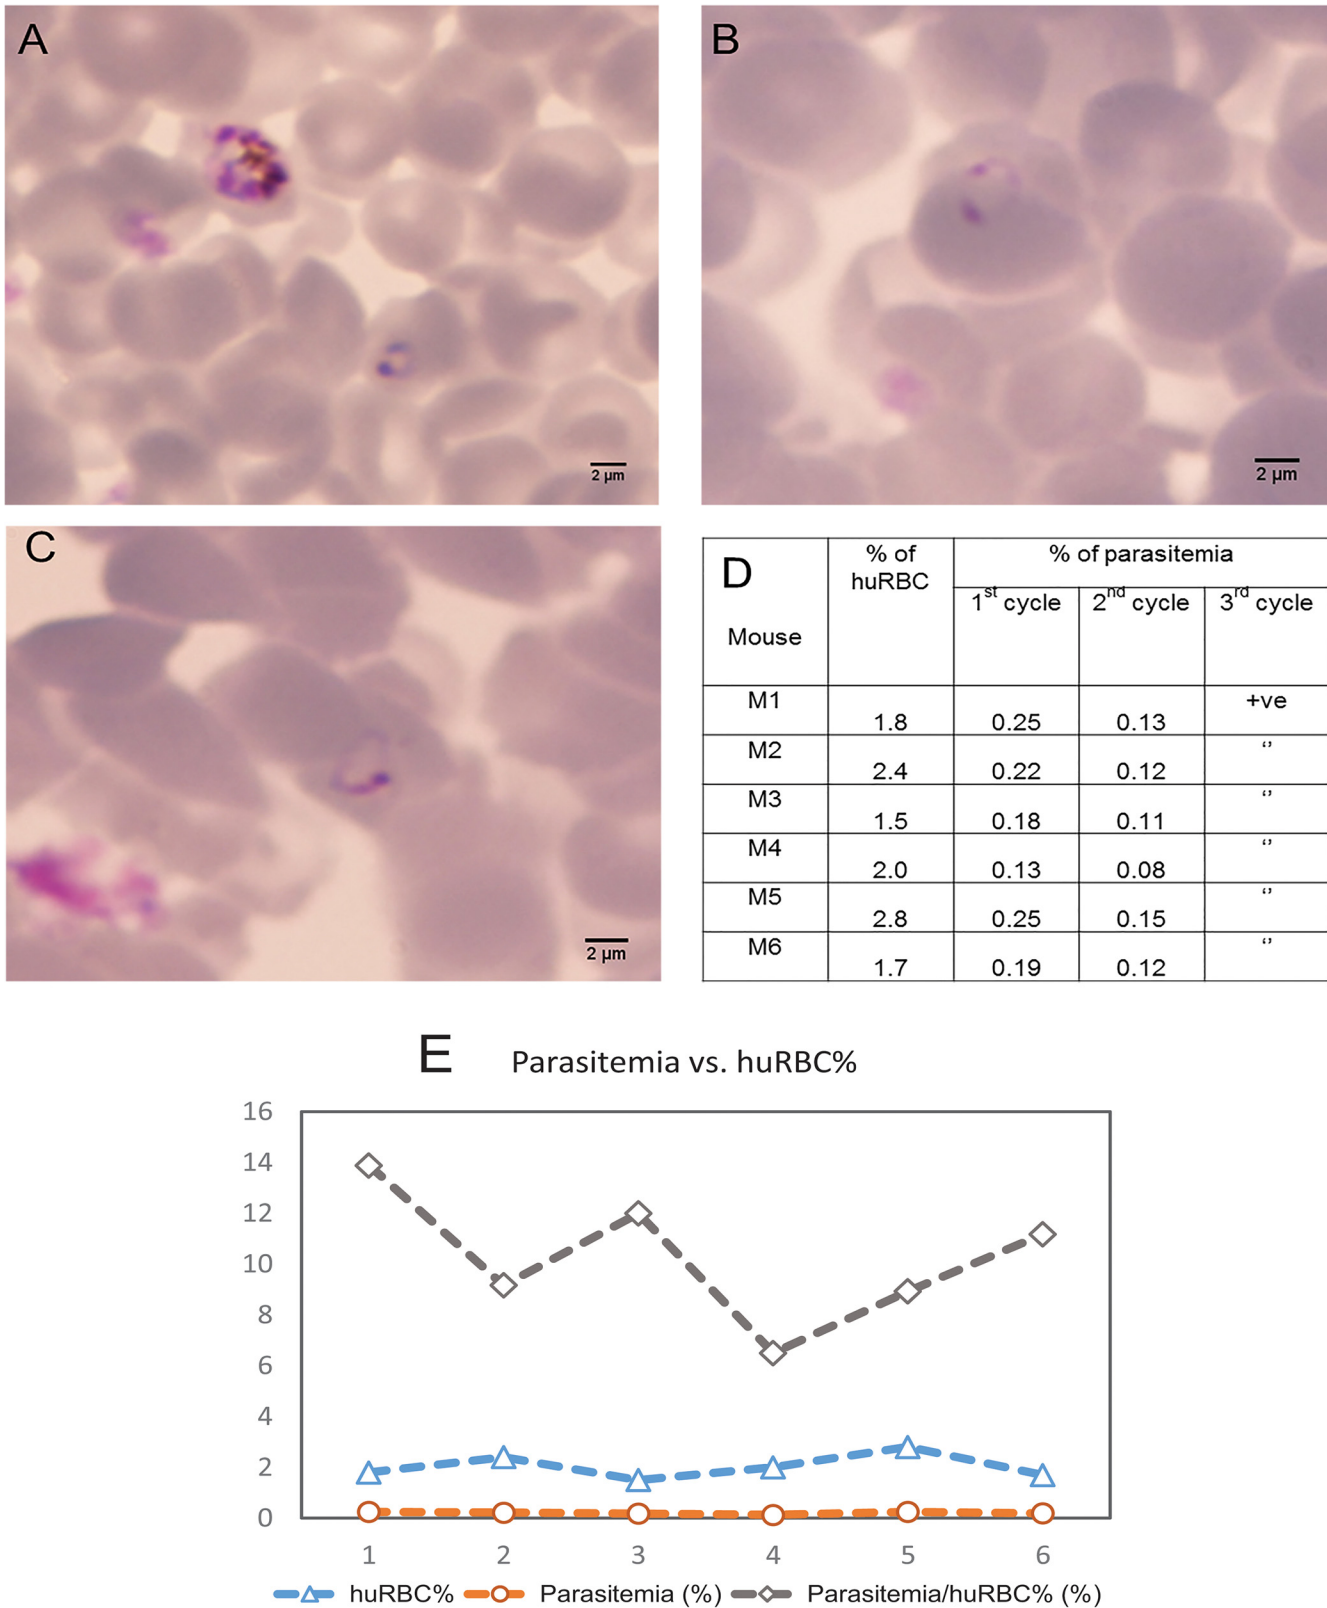 A
B
2 µm
2 µm
C
2 µm
D
Mouse
% of
huRBC
% of parasitemia
1st cycle
2nd cycle
3rd cycle
M1
1.8
0.25
0.13
+ve
M2
2.4
0.22
0.12
‘’
M3
1.5
0.18
0.11
‘’
M4
2.0
0.13
0.08
‘’
M5
2.8
0.25
0.15
‘’
M6
1.7
0.19
0.12
‘’
E
Parasitemia vs. huRBC%
16
14
12
10
8
6
4
2
0
1 2 3 4 5 6
huRBC% Parasitemia (%) Parasitemia/huRBC% (%)